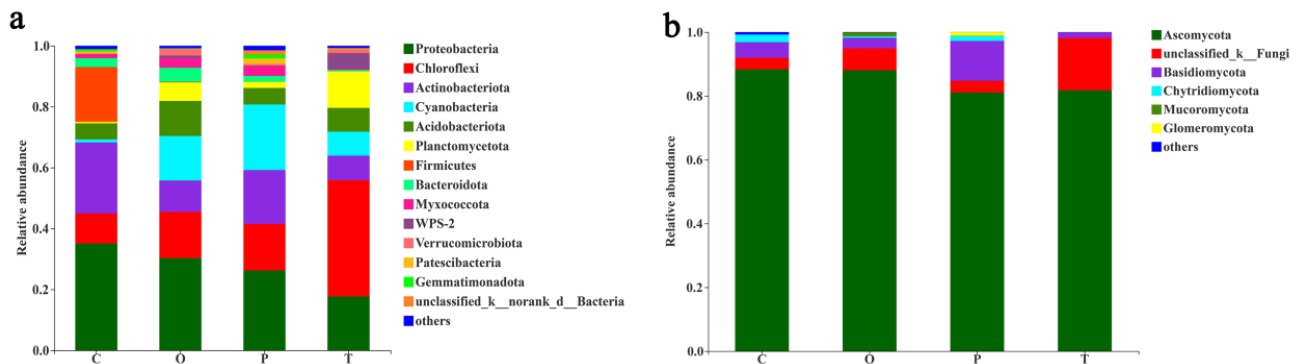 a
Relative abundance
1.0
0.8
0.6
0.4
0.2
0.0
C O P T
Proteobacteria
Chloroflexi
Actinobacteriota
Cyanobacteria
Acidobacteriota
Planctomycetota
Firmicutes
Bacteroidota
Myxococcota
WPS-2
Verrucomicrobiota
Patescibacteria
Gemmatimonadota
unclassified_k__norank_d__Bacteria
others
b
Relative abundance
1.0
0.8
0.6
0.4
0.2
0.0
C O P T
Ascomycota
unclassified_k__Fungi
Basidiomycota
Chytridiomycota
Mucoromycota
Glomeromycota
others